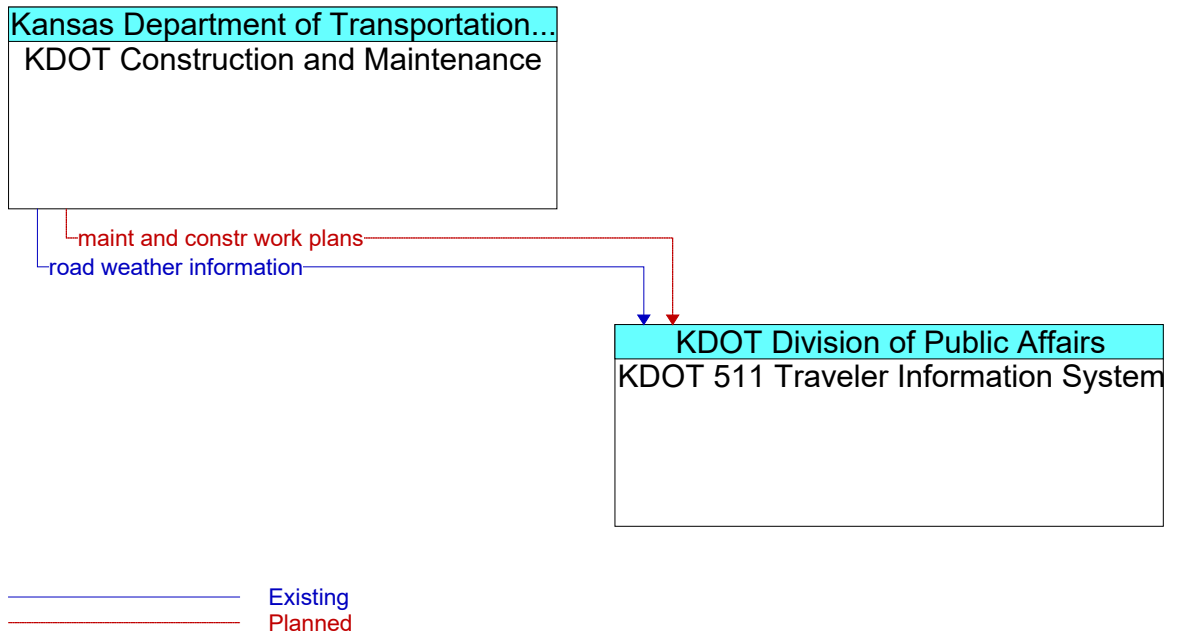 Kansas Department of Transportation...
KDOT Construction and Maintenance
maint and constr work plans
road weather information
KDOT Division of Public Affairs
KDOT 511 Traveler Information System
Existing
Planned